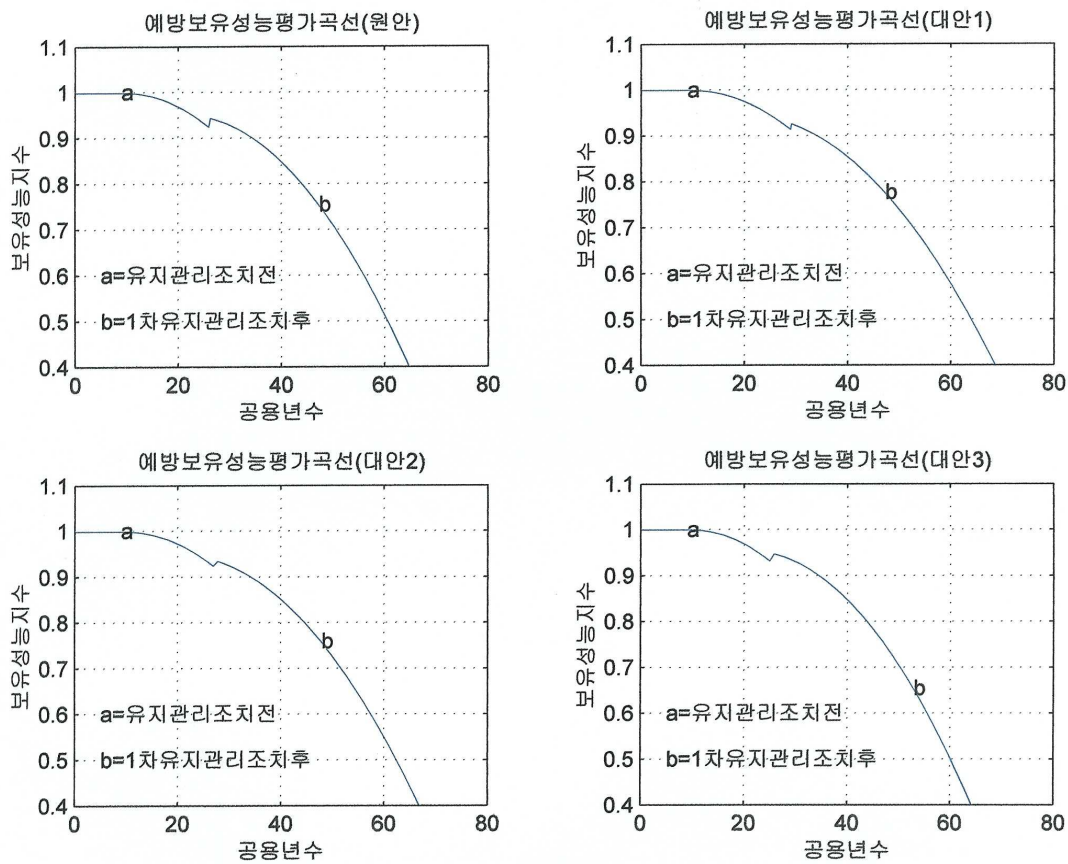 예방보유성능평가곡선(원안)
1.1
1
0.9
0.8
0.7
0.6
0.5
0.4
보유성능지수
a
b
a=유지관리조치전
b=1차유지관리조치후
0
20
40
60
80
공용년수
예방보유성능평가곡선(대안1)
1.1
1
0.9
0.8
0.7
0.6
0.5
0.4
보유성능지수
a
b
a=유지관리조치전
b=1차유지관리조치후
0
20
40
60
80
공용년수
예방보유성능평가곡선(대안2)
1.1
1
0.9
0.8
0.7
0.6
0.5
0.4
보유성능지수
a
b
a=유지관리조치전
b=1차유지관리조치후
0
20
40
60
80
공용년수
예방보유성능평가곡선(대안3)
1.1
1
0.9
0.8
0.7
0.6
0.5
0.4
보유성능지수
a
b
a=유지관리조치전
b=1차유지관리조치후
0
20
40
60
80
공용년수